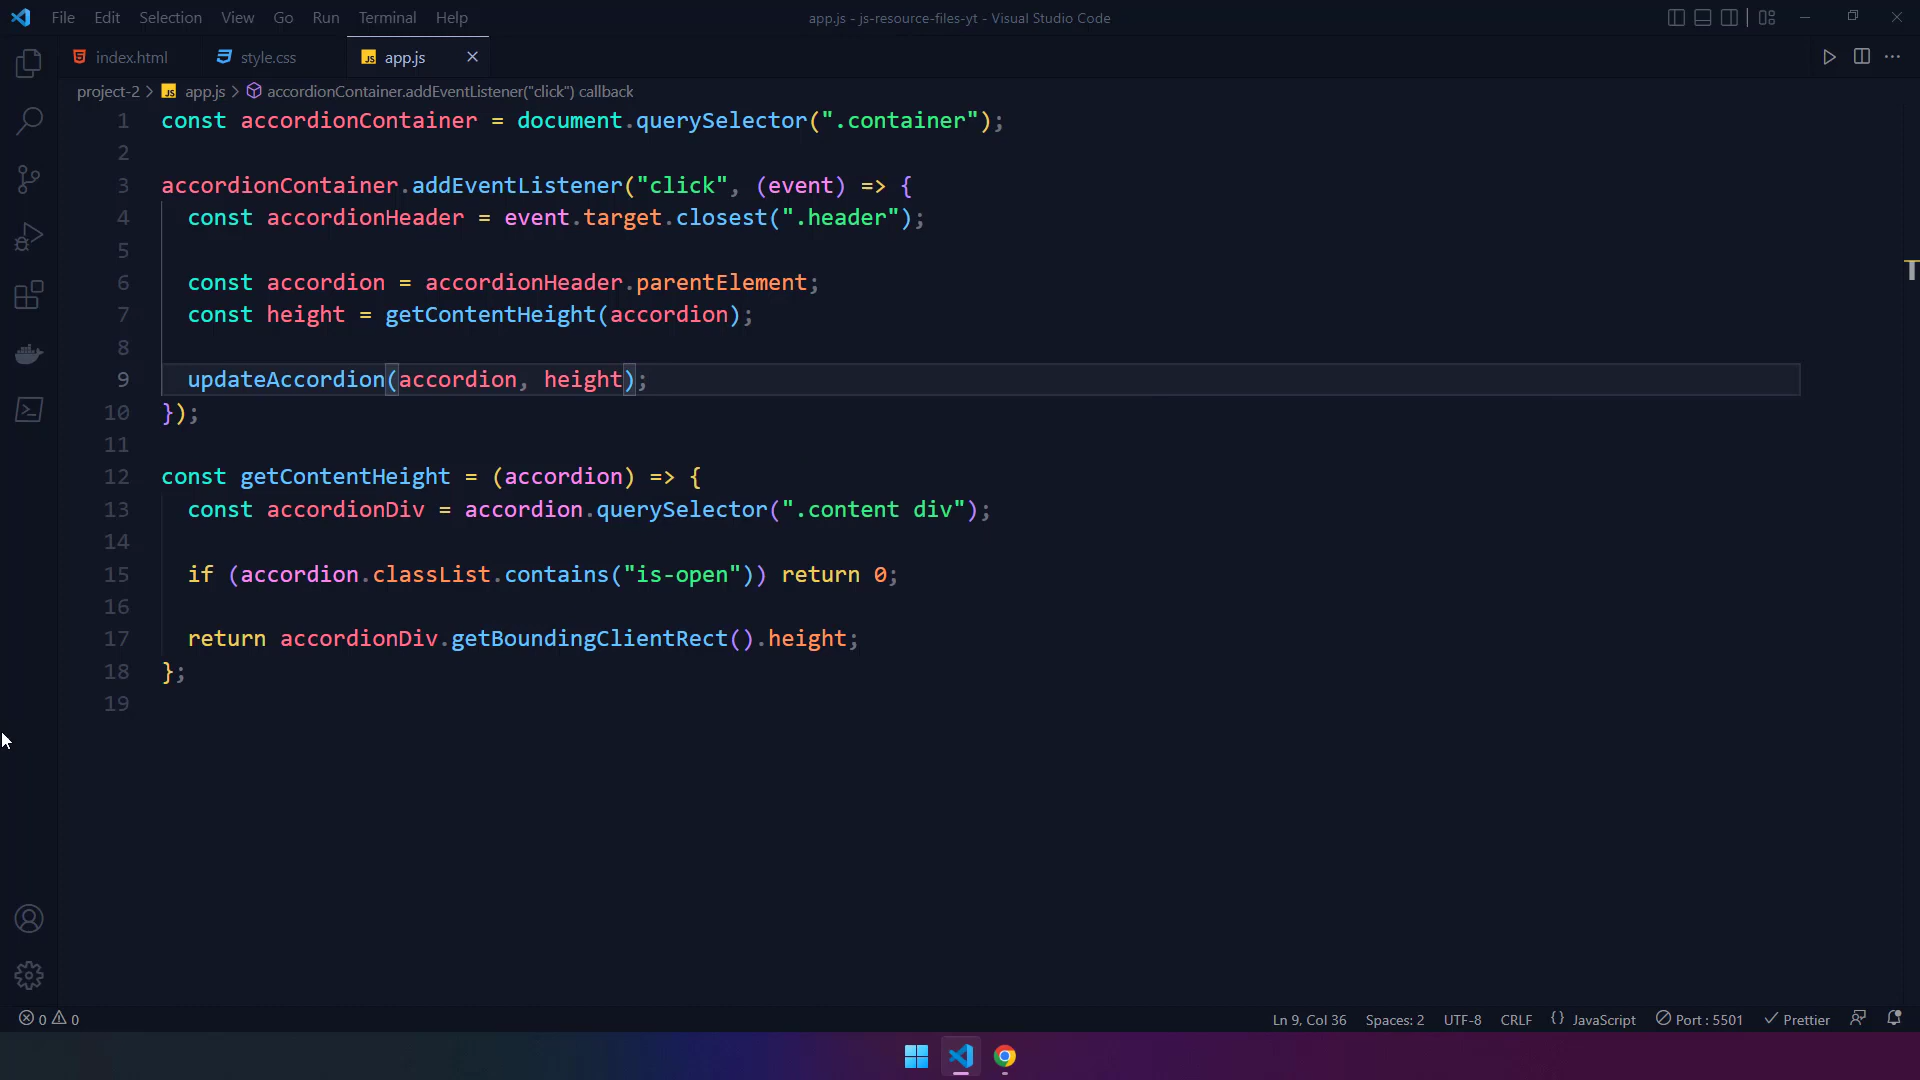 File Edit Selection View Go Run Terminal Help app.js - js-resource-files-yt - Visual Studio Code
index.html style.css JS app.js
project-2 > JS app.js > accordionContainer.addEventListener("click") callback
1 const accordionContainer = document.querySelector(".container");
2
3 accordionContainer.addEventListener("click", (event) => {
4 const accordionHeader = event.target.closest(".header");
5
6 const accordion = accordionHeader.parentElement;
7 const height = getContentHeight(accordion);
8
9 updateAccordion(accordion, height);
10 });
11
12 const getContentHeight = (accordion) => {
13 const accordionDiv = accordion.querySelector(".content div");
14
15 if (accordion.classList.contains("is-open")) return 0;
16
17 return accordionDiv.getBoundingClientRect().height;
18 };
19
0 0 Ln 9, Col 36 Spaces: 2 UTF-8 CRLF {} JavaScript Port : 5501 Prettier